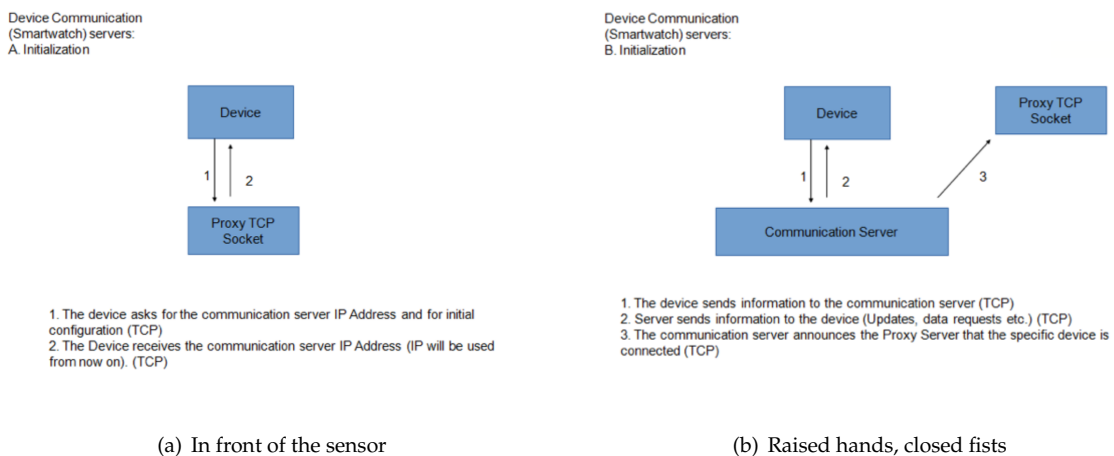 Device Communication
(Smartwatch) servers:
A. Initialization
Device
1
2
Proxy TCP
Socket
1. The device asks for the communication server IP Address and for initial
configuration (TCP)
2. The Device receives the communication server IP Address (IP will be used
from now on). (TCP)
(a) In front of the sensor
Device Communication
(Smartwatch) servers:
B. Initialization
Device
Proxy TCP
Socket
1
2
3
Communication Server
1. The device sends information to the communication server (TCP)
2. Server sends information to the device (Updates, data requests etc.) (TCP)
3. The communication server announces the Proxy Server that the specific device is
connected (TCP)
(b) Raised hands, closed fists